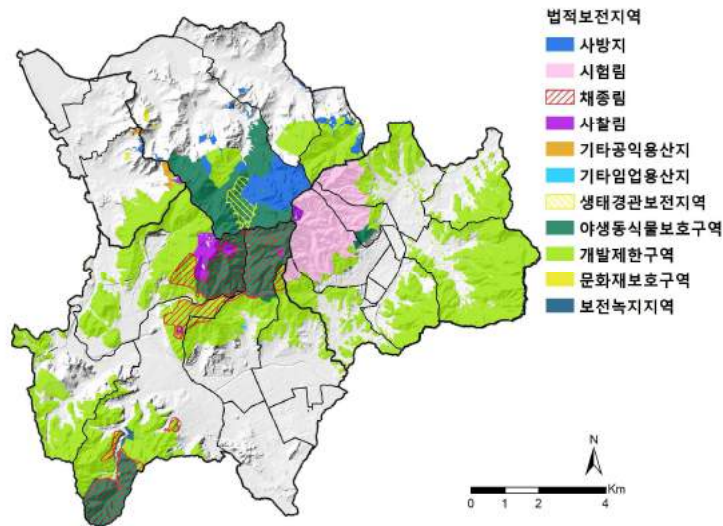 법적보전지역
사방지
시험림
채종림
사찰림
기타공익용산지
기타임업용산지
생태경관보전지역
야생동식물보호구역
개발제한구역
문화재보호구역
보전녹지지역
N
0 1 2 4 Km